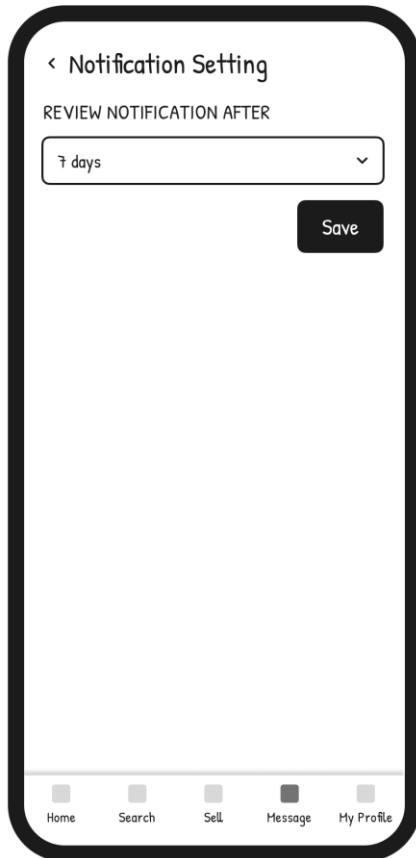 Notification Setting
REVIEW NOTIFICATION AFTER
7 days
Save
Home Search Sell Message My Profile